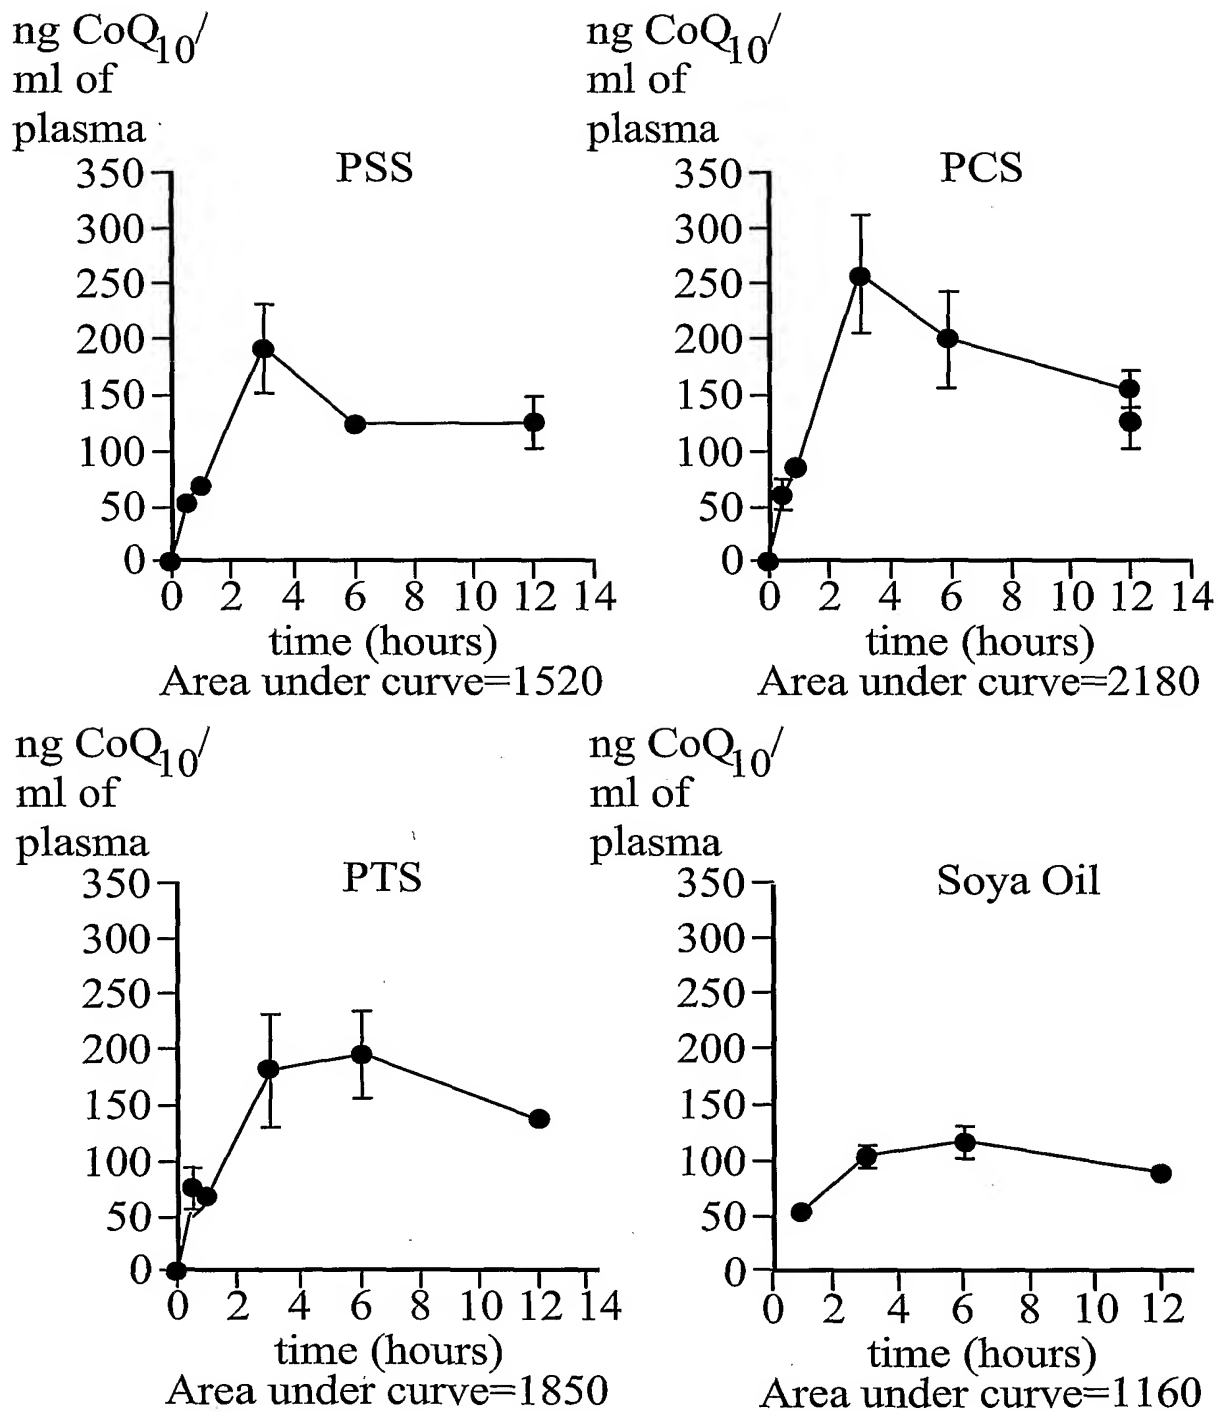 ng CoQ10/
ml of
plasma
PSS
350
300
250
200
150
100
50
0
0 2 4 6 8 10 12 14
time (hours)
Area under curve=1520
ng CoQ10/
ml of
plasma
PCS
350
300
250
200
150
100
50
0
0 2 4 6 8 10 12 14
time (hours)
Area under curve=2180
ng CoQ10/
ml of
plasma
PTS
350
300
250
200
150
100
50
0
0 2 4 6 8 10 12 14
time (hours)
Area under curve=1850
ng CoQ10/
ml of
plasma
Soya Oil
350
300
250
200
150
100
50
0
0 2 4 6 8 10 12
time (hours)
Area under curve=1160